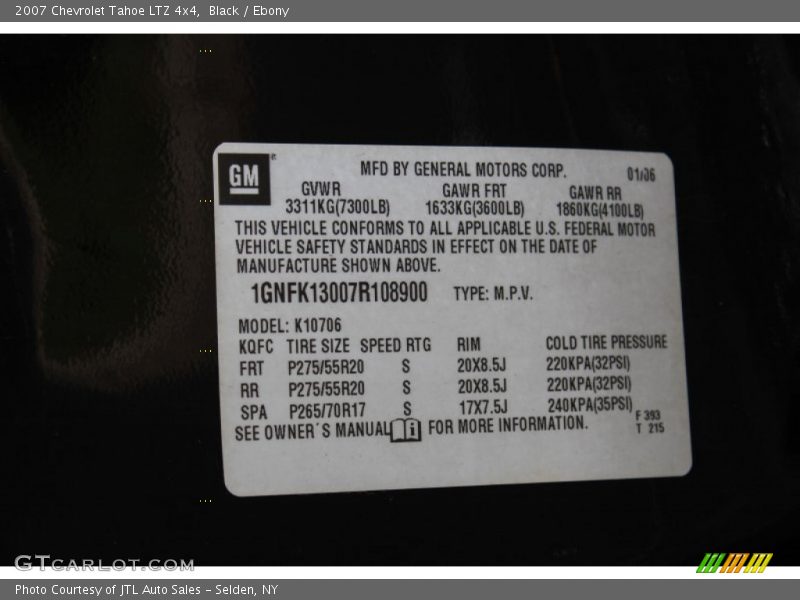 2007 Chevrolet Tahoe LTZ 4x4, Black / Ebony
GM
MFD BY GENERAL MOTORS CORP. 01/06
GVWR GAWR FRT GAWR RR
3311KG(7300LB) 1633KG(3600LB) 1860KG(4100LB)
THIS VEHICLE CONFORMS TO ALL APPLICABLE U.S. FEDERAL MOTOR
VEHICLE SAFETY STANDARDS IN EFFECT ON THE DATE OF
MANUFACTURE SHOWN ABOVE.
1GNFK13007R108900 TYPE: M.P.V.
MODEL: K10706
KQFC TIRE SIZE SPEED RTG RIM COLD TIRE PRESSURE
FRT P275/55R20 S 20X8.5J 220KPA(32PSI)
RR P275/55R20 S 20X8.5J 220KPA(32PSI)
SPA P265/70R17 S 17X7.5J 240KPA(35PSI)
F 393
SEE OWNER'S MANUAL i FOR MORE INFORMATION.
T 215
GTCARLOT.COM
Photo Courtesy of JTL Auto Sales - Selden, NY